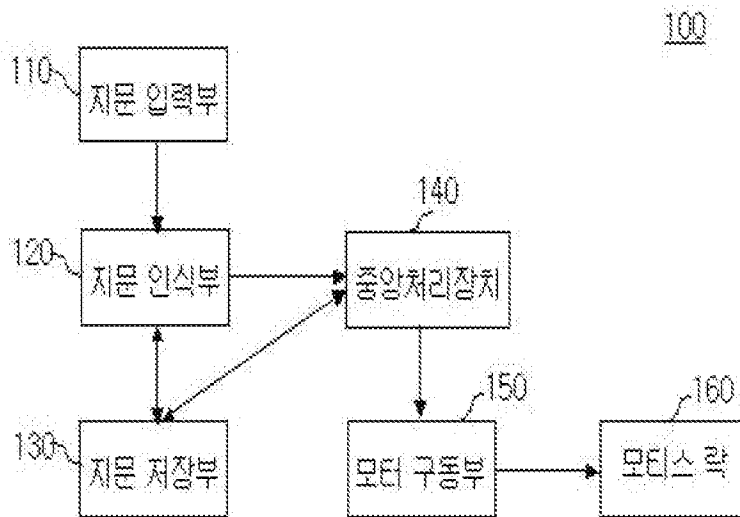 100
110
지문 입력부
140
120
지문 인식부
중앙처리장치
150
160
130
지문 저장부
모터 구동부
모티스 락